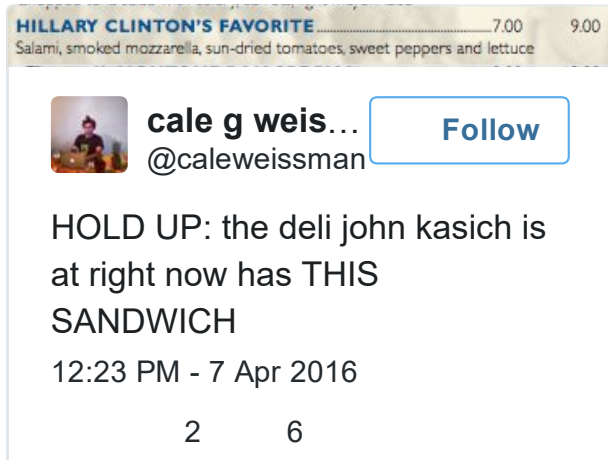 HILLARY CLINTON'S FAVORITE 7.00 9.00
Salami, smoked mozzarella, sun-dried tomatoes, sweet peppers and lettuce
cale g weis…
Follow
@caleweissman
HOLD UP: the deli john kasich is
at right now has THIS
SANDWICH
12:23 PM - 7 Apr 2016
2 6